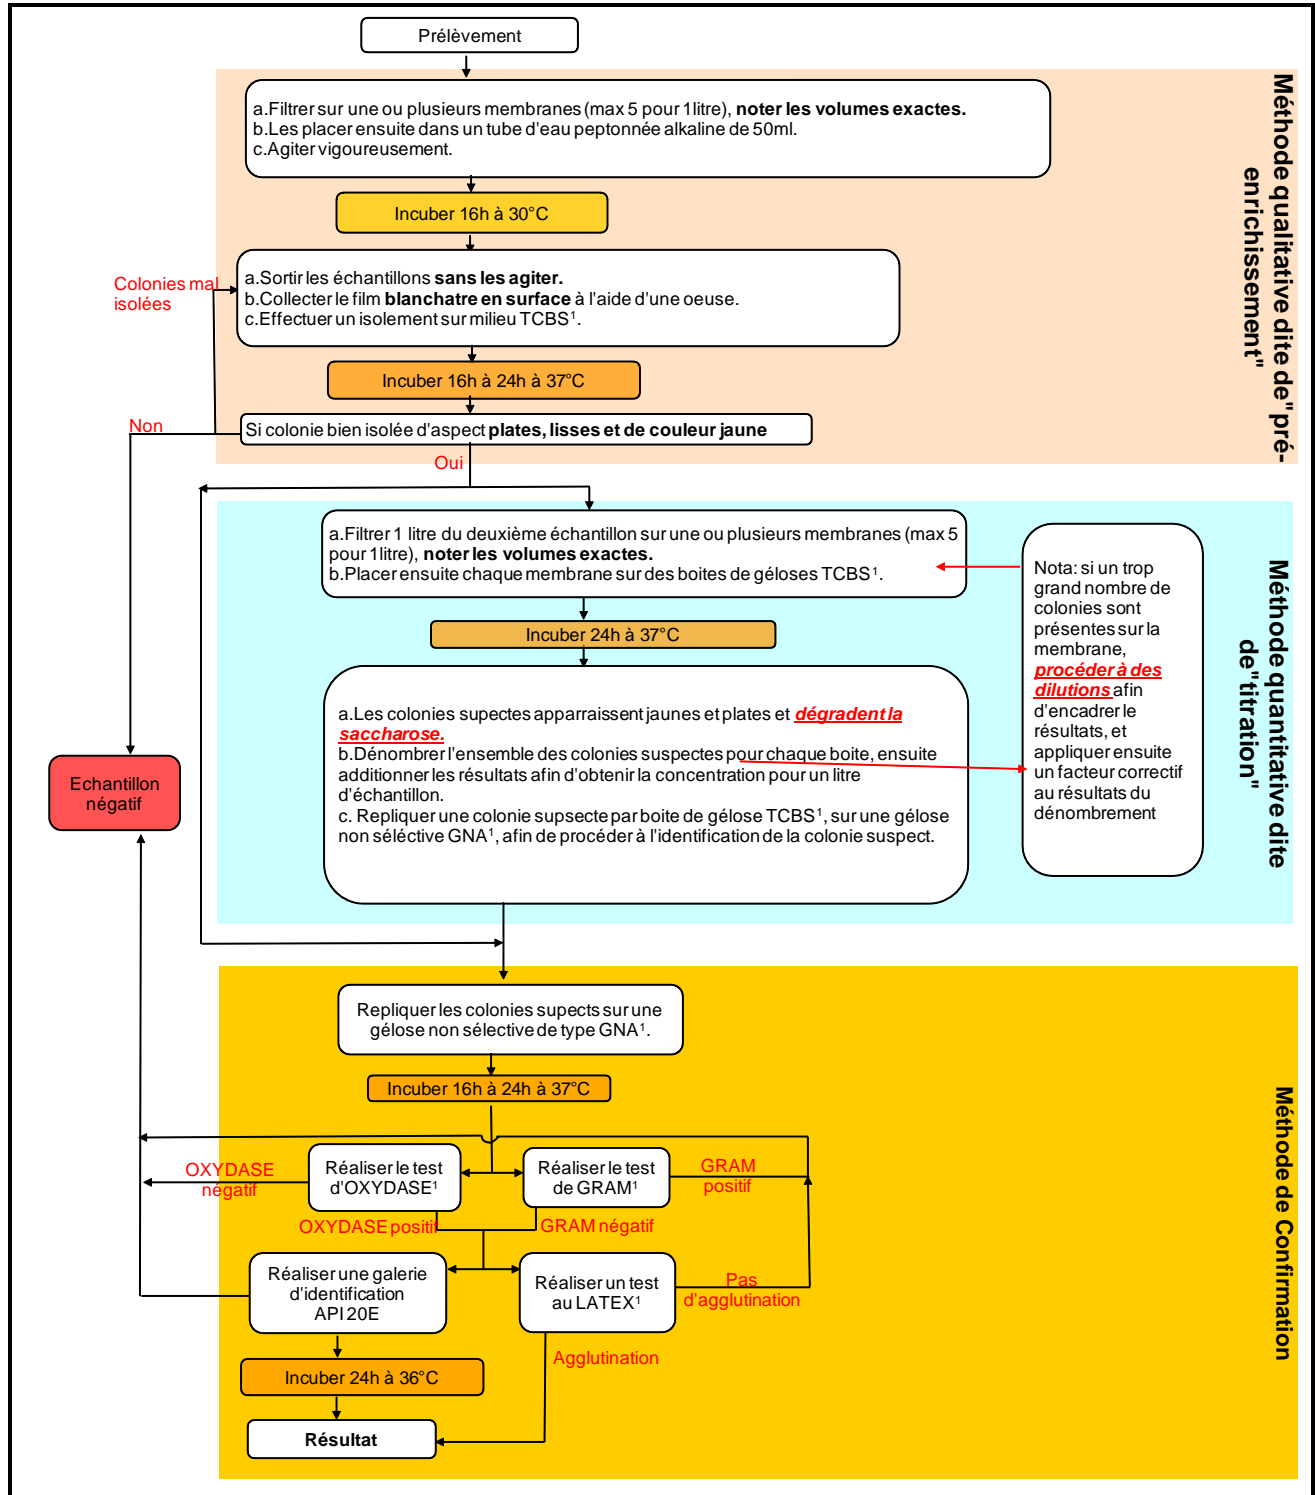 Prélèvement
a.Filtrer sur une ou plusieurs membranes (max 5 pour 1litre), noter les volumes exactes.
b.Les placer ensuite dans un tube d'eau peptonnée alkaline de 50ml.
c.Agiter vigoureusement.
Incuber 16h à 30°C
a.Sortir les échantillons sans les agiter.
b.Collecter le film blanchatre en surface à l'aide d'une oeuse.
c.Effectuer un isolement sur milieu TCBS¹.
Colonies mal
isolées
Incuber 16h à 24h à 37°C
Non
Si colonie bien isolée d'aspect plates, lisses et de couleur jaune
Oui
Méthode qualitative dite de"pré-
enrichissement"
a.Filtrer 1 litre du deuxième échantillon sur une ou plusieurs membranes (max 5
pour 1litre), noter les volumes exactes.
b.Placer ensuite chaque membrane sur des boites de géloses TCBS¹.
Incuber 24h à 37°C
a.Les colonies supectes apparraissent jaunes et plates et dégradent la
saccharose.
b.Dénombrer l'ensemble des colonies suspectes pour chaque boite, ensuite
additionner les résultats afin d'obtenir la concentration pour un litre
d'échantillon.
c. Repliquer une colonie supsecte par boite de gélose TCBS¹, sur une gélose
non séléctive GNA¹, afin de procéder à l'identification de la colonie suspect.
Nota: si un trop
grand nombre de
colonies sont
présentes sur la
membrane,
procéder à des
dilutions afin
d'encadrer le
résultats, et
appliquer ensuite
un facteur correctif
au résultats du
dénombrement
Méthode quantitative dite
de"titration"
Echantillon
négatif
Repliquer les colonies supects sur une
gélose non sélective de type GNA¹.
Incuber 16h à 24h à 37°C
OXYDASE
négatif
Réaliser le test
d'OXYDASE¹
Réaliser le test
de GRAM¹
GRAM
positif
OXYDASE positif
GRAM négatif
Réaliser une galerie
d'identification
API 20E
Réaliser un test
au LATEX¹
Pas
d'agglutination
Agglutination
Incuber 24h à 36°C
Résultat
Méthode de Confirmation